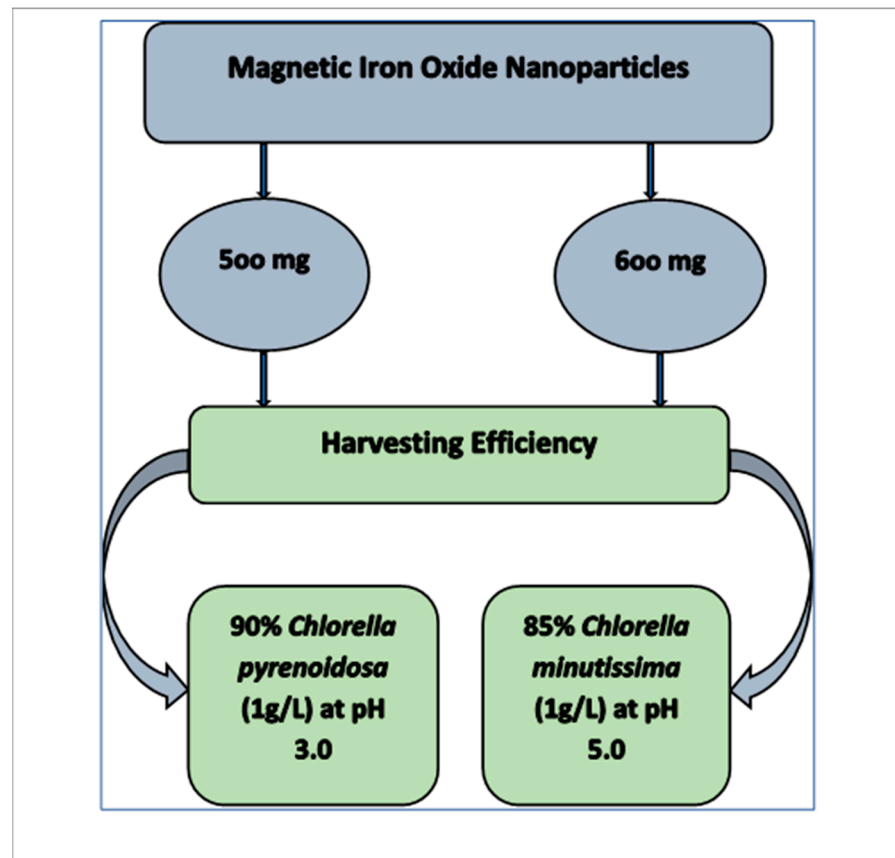 Magnetic Iron Oxide Nanoparticles
5oo mg
6oo mg
Harvesting Efficiency
90% Chlorella
pyrenoidosa
(1g/L) at pH
3.0
85% Chlorella
minutissima
(1g/L) at pH
5.0